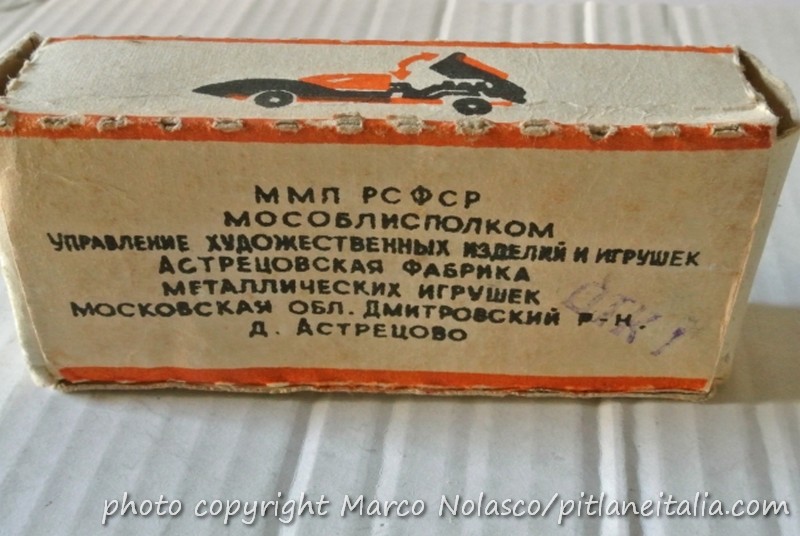 ММП РСФСР
МОСОБЛИСПОЛКОМ
УПРАВЛЕНИЕ ХУДОЖЕСТВЕННЫХ ИЗДЕЛИЙ И ИГРУШЕК
АСТРЕЦОВСКАЯ ФАБРИКА
МЕТАЛЛИЧЕСКИХ ИГРУШЕК
МОСКОВСКАЯ ОБЛ. ДМИТРОВСКИЙ Р-Н.
Д. АСТРЕЦОВО
photo copyright Marco Nolasco/pitlaneitalia.com